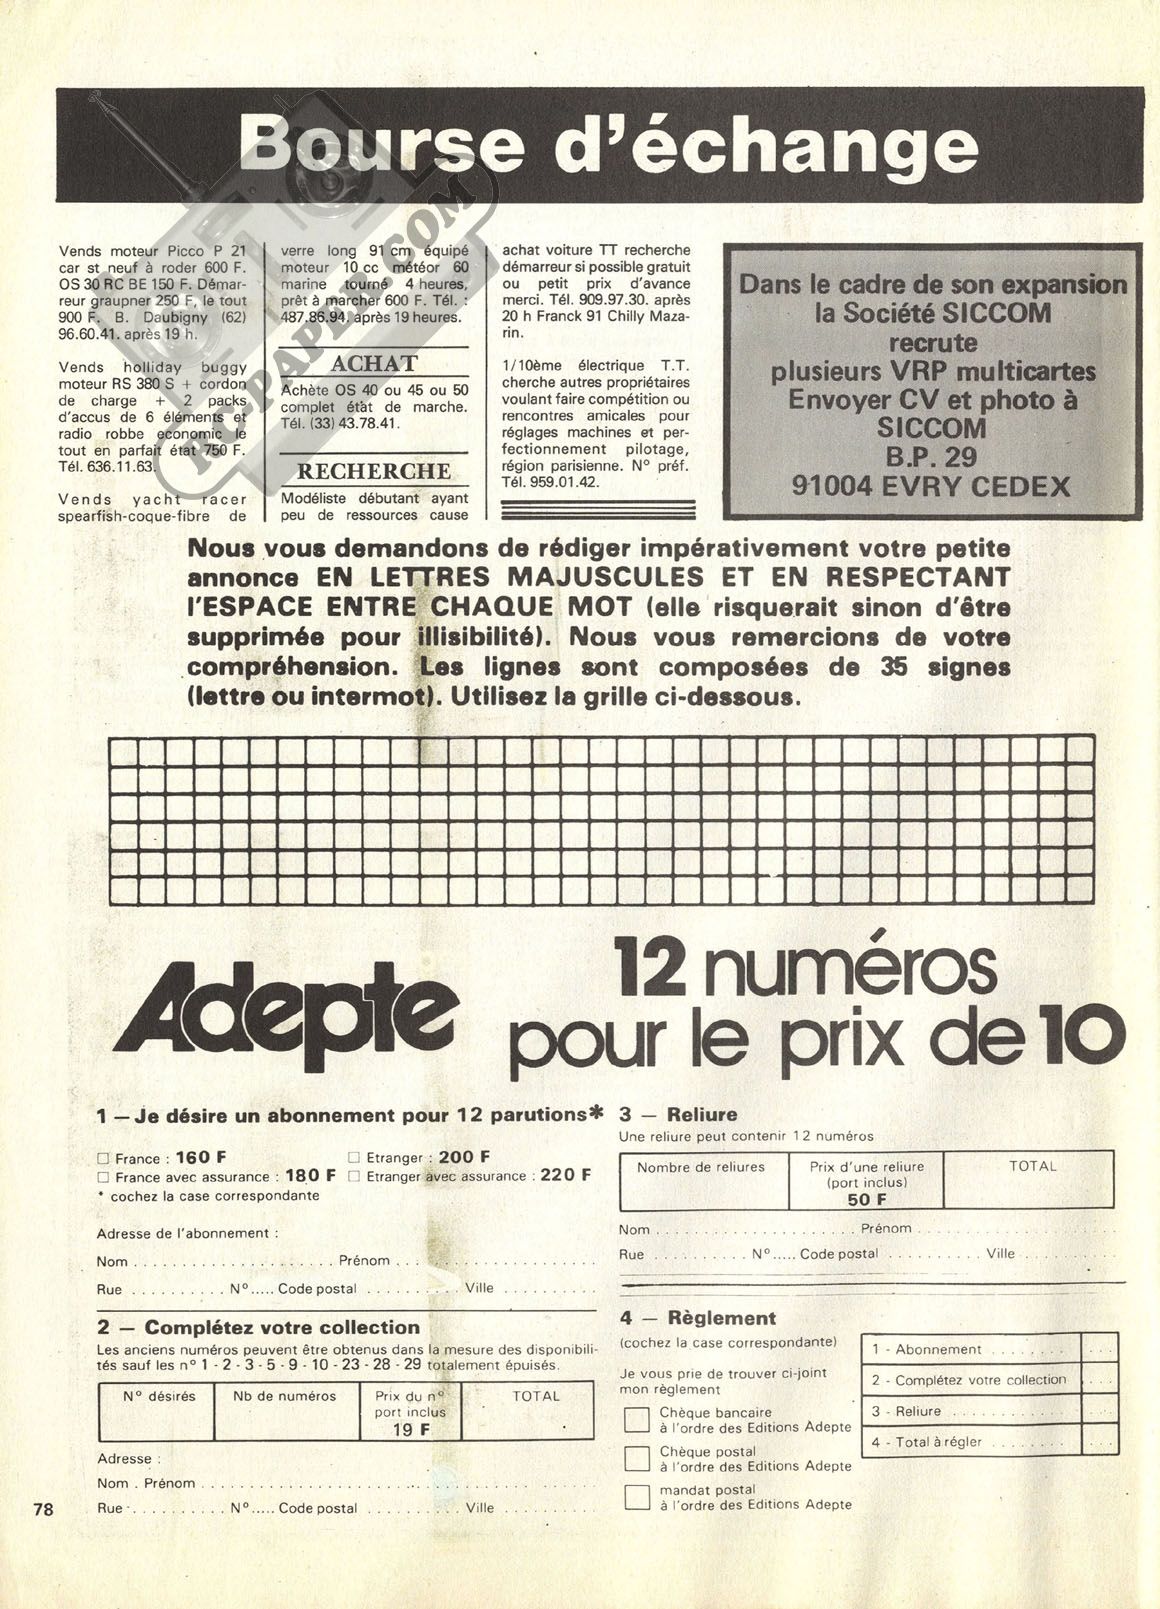 Bourse d'échange
RC-PAPER.COM
Vends moteur Picco P 21
car st neuf à roder 600 F.
OS 30 RC BE 150 F. Démar-
reur graupner 250 F, le tout
900 F. B. Daubigny (62)
96.60.41. après 19 h.
Vends holliday buggy
moteur RS 380 S + cordon
de charge + 2 packs
d'accus de 6 éléments et
radio robbe economic le
tout en parfait état 750 F.
Tél. 636.11.63.
Vends yacht racer
spearfish-coque-fibre de
verre long 91 cm équipé
moteur 10 cc météor 60
marine tourné 4 heures,
prêt à marcher 600 F. Tél. :
487.86.94. après 19 heures.
ACHAT
Achète OS 40 ou 45 ou 50
complet état de marche.
Tél. (33) 43.78.41.
RECHERCHE
Modéliste débutant ayant
peu de ressources cause
achat voiture TT recherche
démarreur si possible gratuit
ou petit prix d'avance
merci. Tél. 909.97.30. après
20 h Franck 91 Chilly Maza-
rin.
1/10ème électrique T.T.
cherche autres propriétaires
voulant faire compétition ou
rencontres amicales pour
réglages machines et per-
fectionnement pilotage,
région parisienne. N° préf.
Tél. 959.01.42.
Dans le cadre de son expansion
la Société SICCOM
recrute
plusieurs VRP multicartes
Envoyer CV et photo à
SICCOM
B.P. 29
91004 EVRY CEDEX
Nous vous demandons de rédiger impérativement votre petite
annonce EN LETTRES MAJUSCULES ET EN RESPECTANT
l'ESPACE ENTRE CHAQUE MOT (elle risquerait sinon d'être
supprimée pour illisibilité). Nous vous remercions de votre
compréhension. Les lignes sont composées de 35 signes
(lettre ou intermot). Utilisez la grille ci-dessous.
Adepte
12 numéros
pour le prix de 10
1 — Je désire un abonnement pour 12 parutions*
☐ France : 160 F ☐ Etranger : 200 F
☐ France avec assurance : 180 F ☐ Etranger avec assurance : 220 F
* cochez la case correspondante
Adresse de l'abonnement :
Nom . . . . . . . . . . . . . . . . . . . . . Prénom . . . . . . . . . . . . . . . . . . . . .
Rue . . . . . . . . . . N° ..... Code postal . . . . . . . . . . Ville . . . . . . . . . .
2 — Complétez votre collection
Les anciens numéros peuvent être obtenus dans la mesure des disponibili-
tés sauf les n° 1 - 2 - 3 - 5 - 9 - 10 - 23 - 28 - 29 totalement épuisés.
N° désirés Nb de numéros Prix du n° TOTAL
port inclus
19 F
Adresse :
Nom . Prénom . . . . . . . . . . . . . . . . . . . . . . . . . . . . . . . . . . . . . . . .
Rue . . . . . . . . . . N° ..... Code postal . . . . . . . . . . Ville . . . . . . . . . .
3 — Reliure
Une reliure peut contenir 12 numéros
Nombre de reliures Prix d'une reliure TOTAL
(port inclus)
50 F
Nom . . . . . . . . . . . . . . . . . . . . . Prénom . . . . . . . . . . . . . . . . . . . . .
Rue . . . . . . . . . . N° ..... Code postal . . . . . . . . . . Ville . . . . . . . . . .
4 — Règlement
(cochez la case correspondante)
Je vous prie de trouver ci-joint
mon règlement
☐ Chèque bancaire
à l'ordre des Editions Adepte
☐ Chèque postal
à l'ordre des Editions Adepte
☐ mandat postal
à l'ordre des Editions Adepte
1 - Abonnement . . . . . . . .
2 - Complétez votre collection
3 - Reliure . . . . . . . . . . . . .
4 - Total à régler . . . . . . . .
78